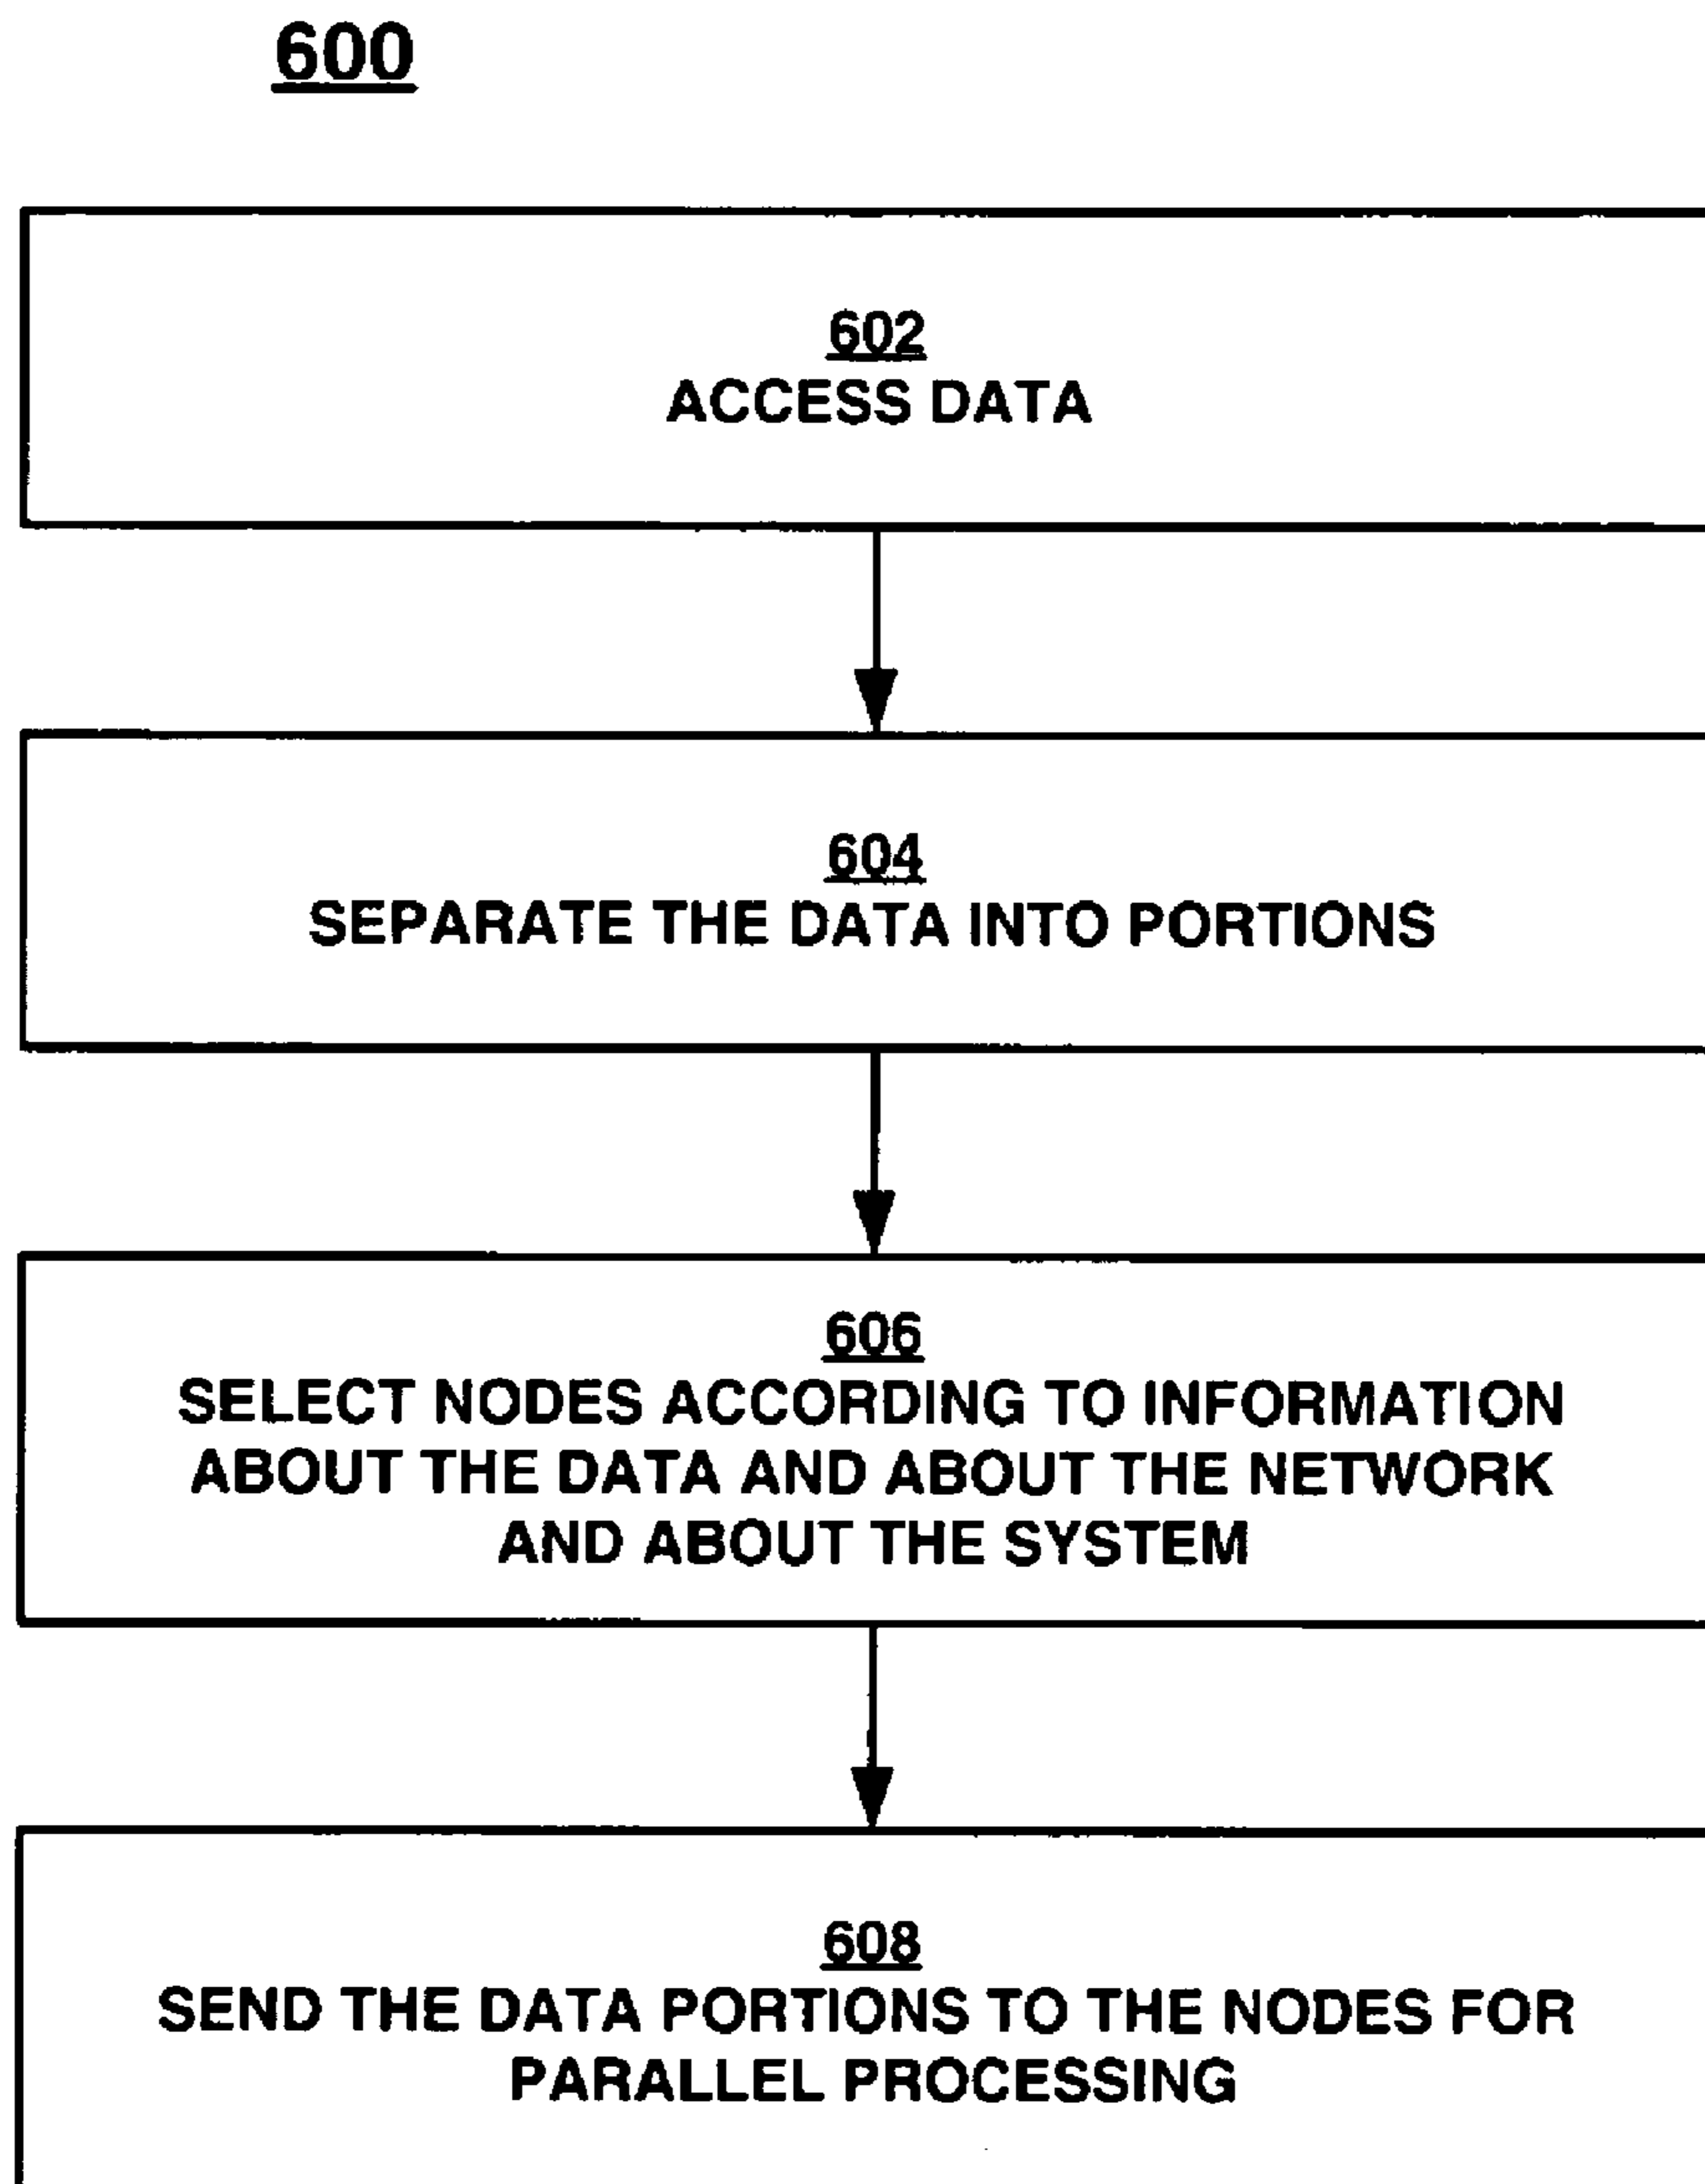 600
602
ACCESS DATA
604
SEPARATE THE DATA INTO PORTIONS
606
SELECT NODES ACCORDING TO INFORMATION
ABOUT THE DATA AND ABOUT THE NETWORK
AND ABOUT THE SYSTEM
608
SEND THE DATA PORTIONS TO THE NODES FOR
PARALLEL PROCESSING